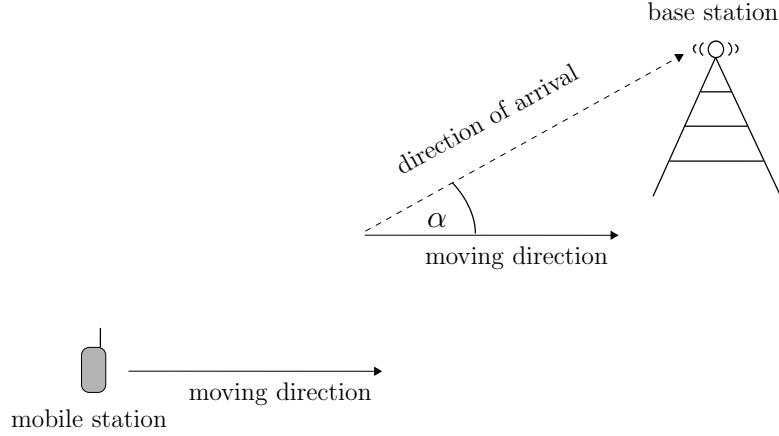 base station
direction of arrival
α
moving direction
moving direction
mobile station